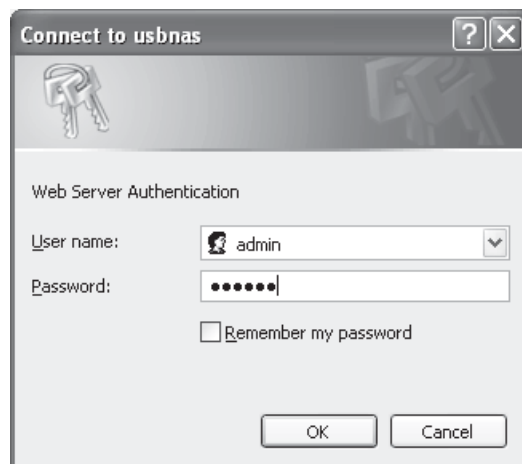 Connect to usbnas
Web Server Authentication
User name:
admin
Password:
••••••
Remember my password
OK
Cancel